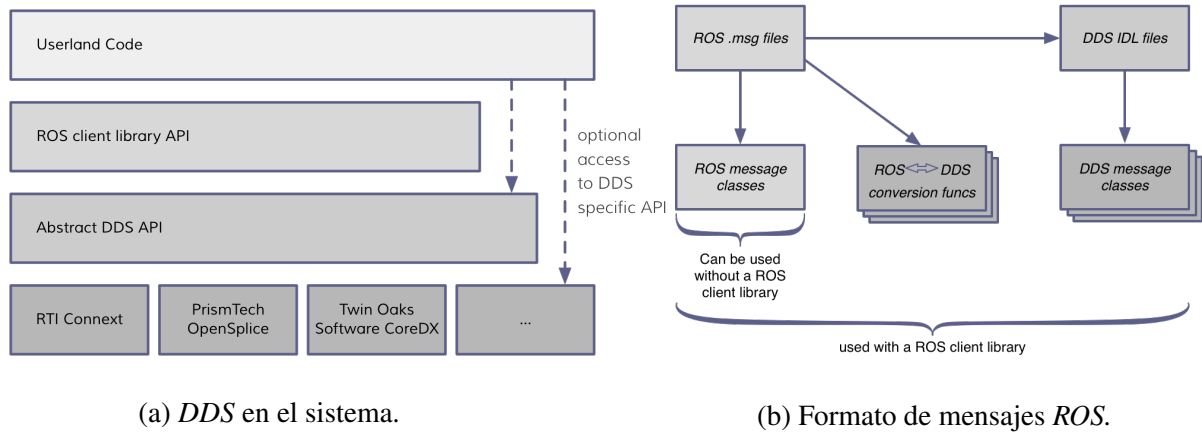 Userland Code
ROS client library API
optional
access
to DDS
specific API
Abstract DDS API
RTI Connext
PrismTech
OpenSplice
Twin Oaks
Software CoreDX
...
(a) DDS en el sistema.
ROS .msg files
DDS IDL files
ROS message
classes
ROS⇔DDS
conversion funcs
DDS message
classes
Can be used
without a ROS
client library
used with a ROS client library
(b) Formato de mensajes ROS.